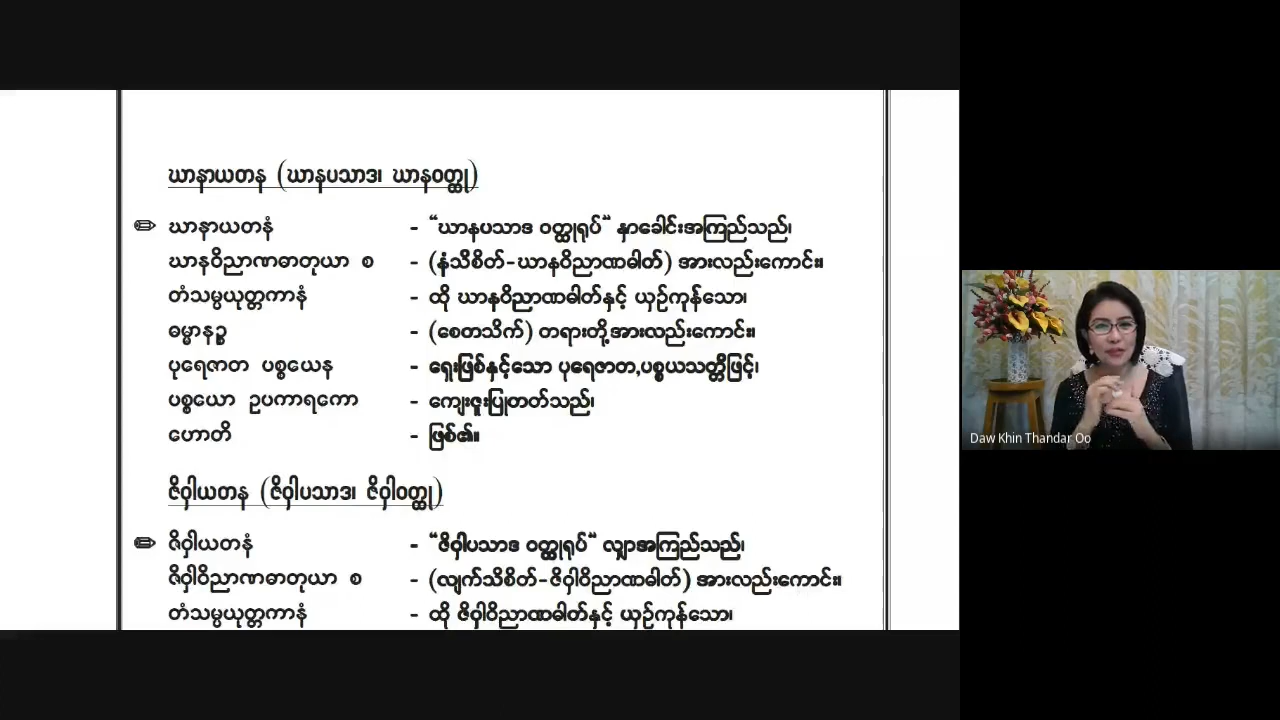 ဃာနာယတန (ဃာနပသာဒ၊ ဃာနဝတ္ထု)
ဃာနာယတနံ - “ဃာနပသာဒ ဝတ္ထုရုပ်“ နှာခေါင်းအကြည်သည်၊
ဃာနဝိညာဏဓာတုယာ စ - (နံသိစိတ်-ဃာနဝိညာဏဓါတ်) အားလည်းကောင်း။
တံသမ္ပယုတ္တကာနံ - ထို ဃာနဝိညာဏဓါတ်နှင့် ယှဉ်ကုန်သော၊
ဓမ္မာနဉ္စ - (စေတသိက်) တရားတို့အားလည်းကောင်း။
ပုရေဇာတ ပစ္စယေန - ရှေးဖြစ်နှင့်သော ပုရေဇာတ,ပစ္စယသတ္တိဖြင့်၊
ပစ္စယော ဥပကာရကော - ကျေးဇူးပြုတတ်သည်၊
ဟောတိ - ဖြစ်၏။
ဇိဝှါယတန (ဇိဝှါပသာဒ၊ ဇိဝှါဝတ္ထု)
ဇိဝှါယတနံ - “ဇိဝှါပသာဒ ဝတ္ထုရုပ်“ လျှာအကြည်သည်၊
ဇိဝှါဝိညာဏဓာတုယာ စ - (လျက်သိစိတ်-ဇိဝှါဝိညာဏဓါတ်) အားလည်းကောင်း။
တံသမ္ပယုတ္တကာနံ - ထို ဇိဝှါဝိညာဏဓါတ်နှင့် ယှဉ်ကုန်သော၊
Daw Khin Thandar Oo